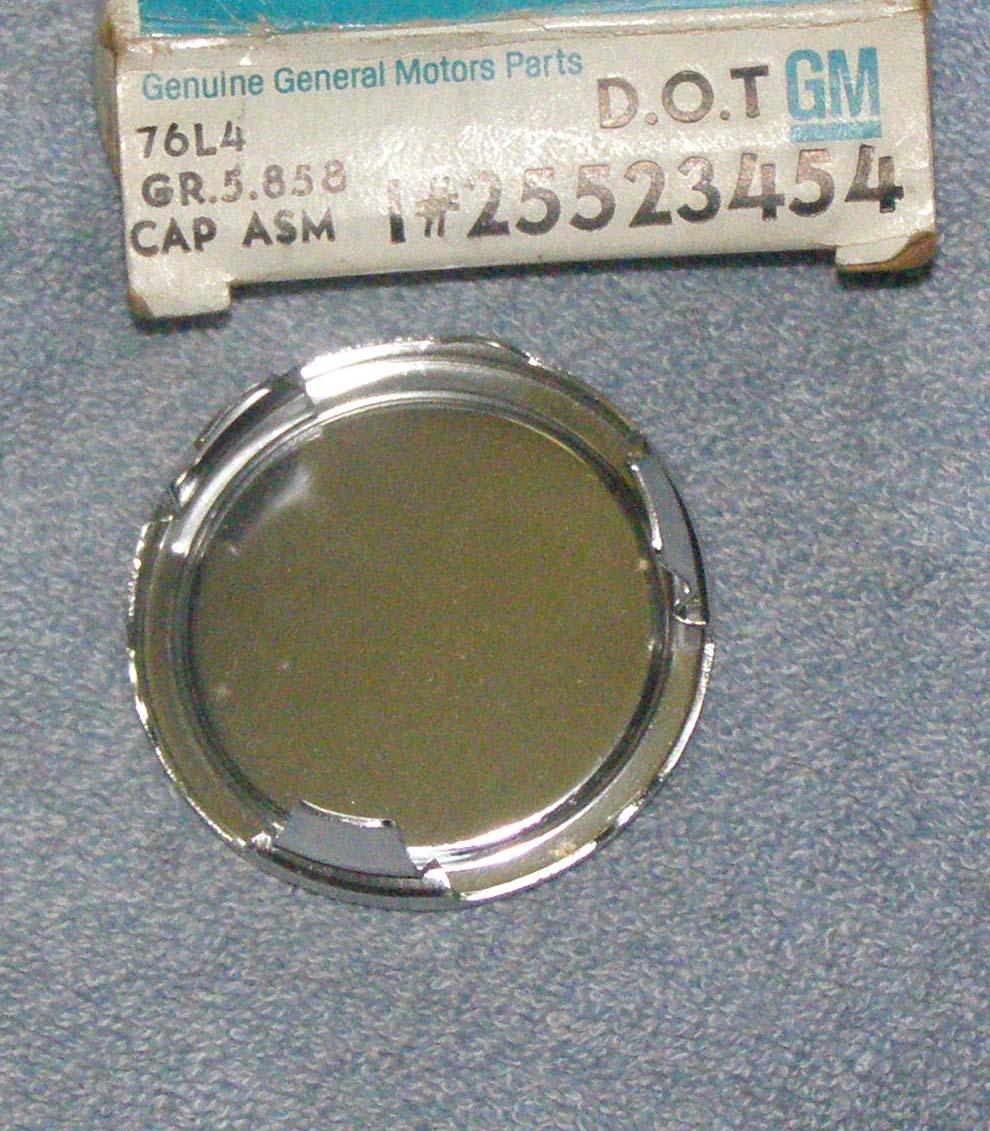 Genuine General Motors Parts D.O.T GM
76L4
GR.5.858
CAP ASM 1#25523454